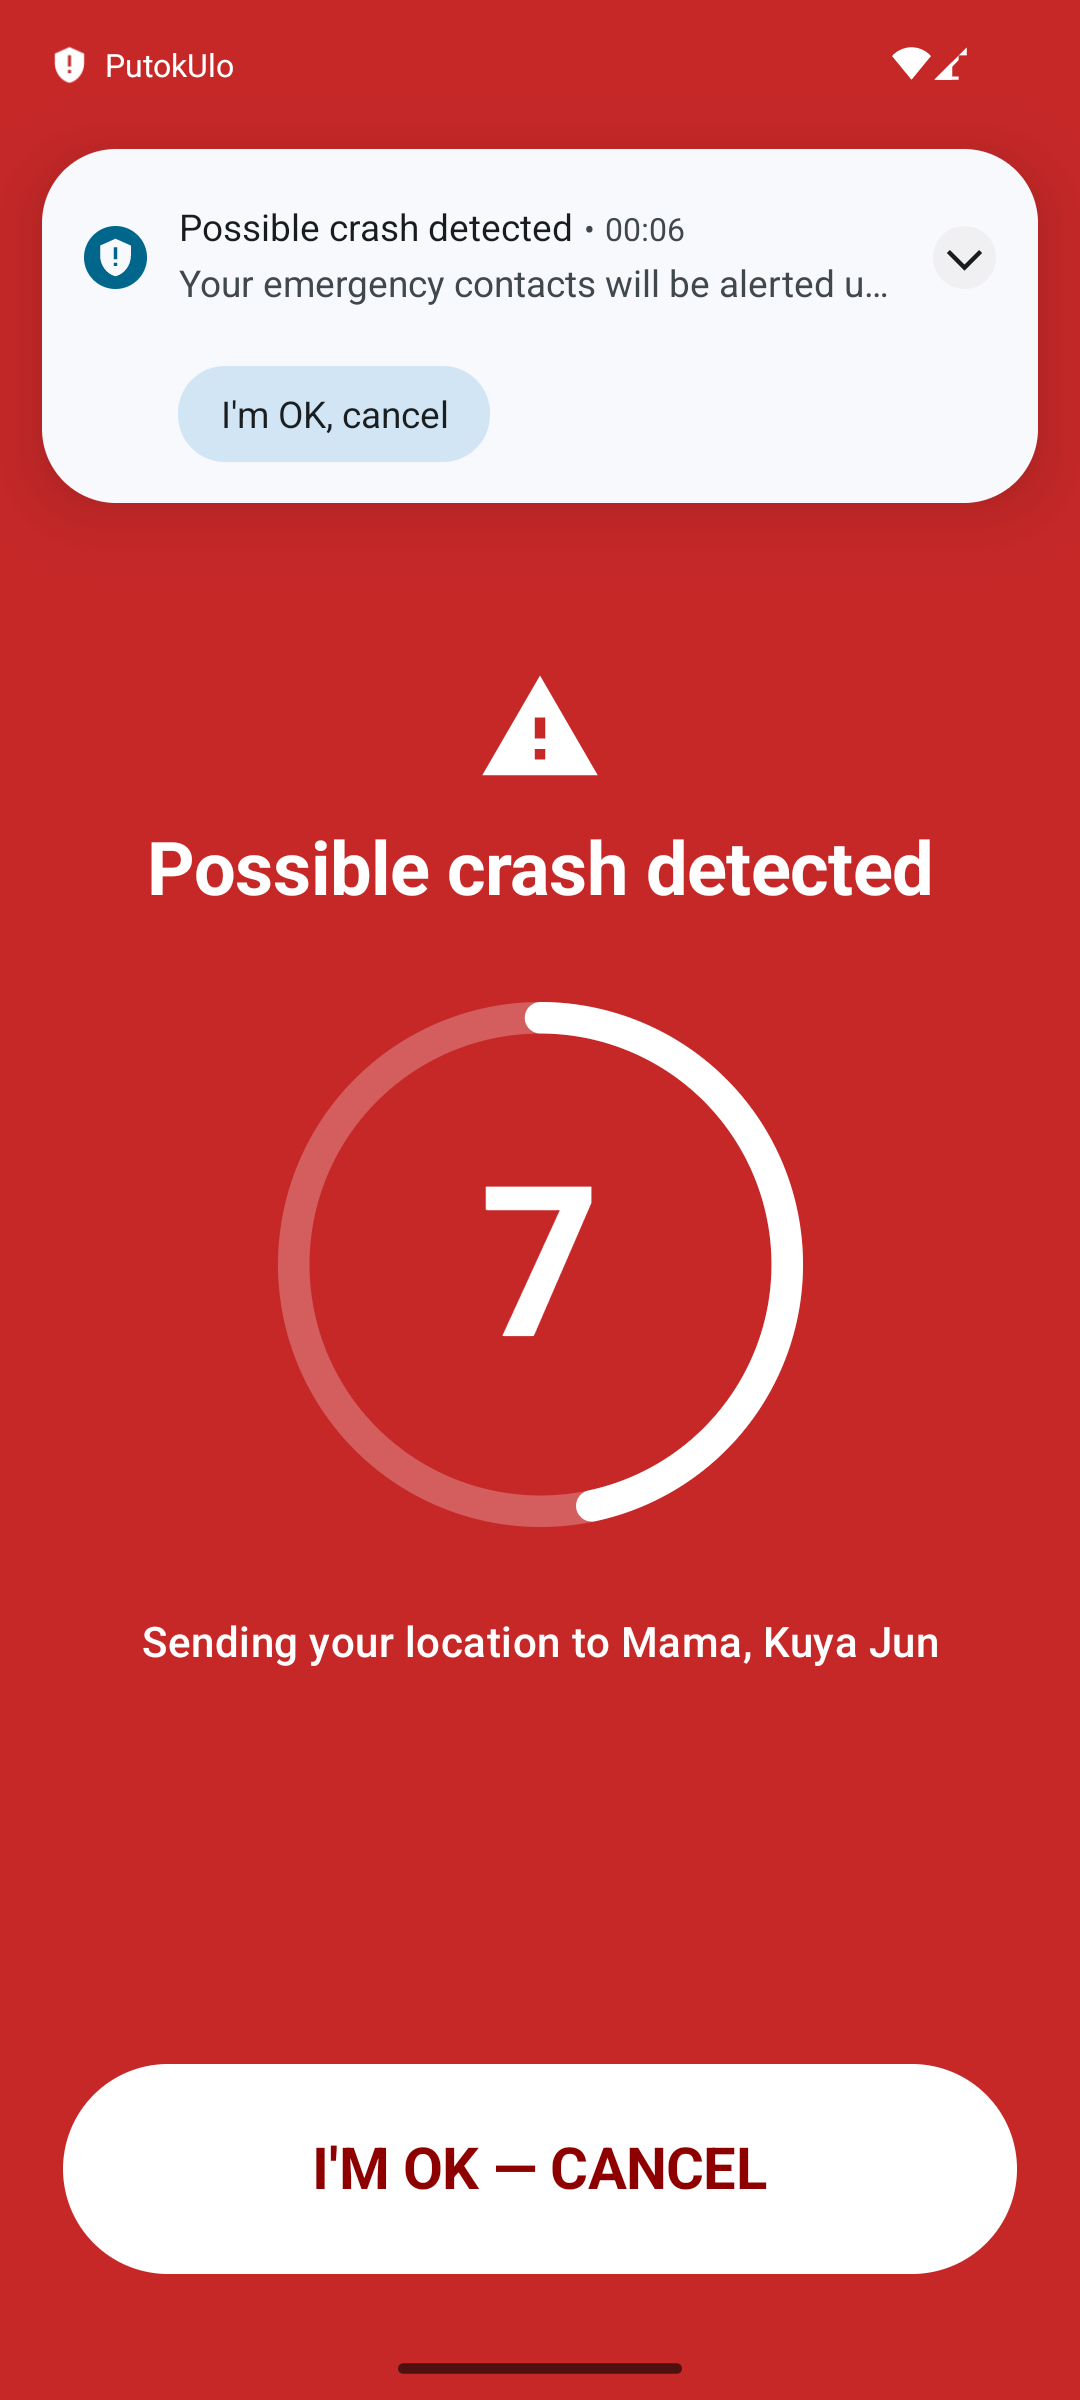 PutokUlo
Possible crash detected • 00:06
Your emergency contacts will be alerted u…
I'm OK, cancel
Possible crash detected
7
Sending your location to Mama, Kuya Jun
I'M OK — CANCEL